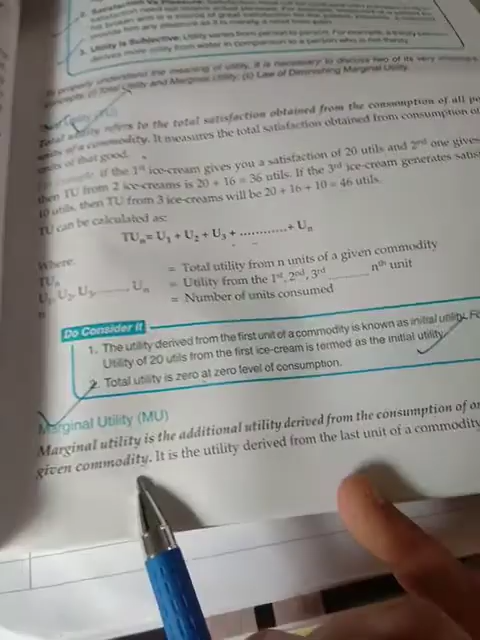 Satisfaction Vs Pleasure:
3. Utility is Subjective: Utility varies from person to person. For example, a thirsty person
derives more utility from water in comparison to a person who is not thirsty.
To properly understand the meaning of utility, it is necessary to discuss two of its very important
concepts: (i) Total Utility and Marginal Utility; (ii) Law of Diminishing Marginal Utility.
Total utility refers to the total satisfaction obtained from the consumption of all
units of a commodity. It measures the total satisfaction obtained from consumption of
units of that good.
if the 1st ice-cream gives you a satisfaction of 20 utils and 2nd one gives
then TU from 2 ice-creams is 20 + 16 = 36 utils. If the 3rd ice-cream generates
10 utils, then TU from 3 ice-creams will be 20 + 16 + 10 = 46 utils.
TU can be calculated as:
TUn = U1 + U2 + U3 + ............+ Un
Where:
TUn = Total utility from n units of a given commodity
U1, U2, U3,........ Un = Utility from the 1st, 2nd, 3rd ........ nth unit
n = Number of units consumed
Do Consider It
1. The utility derived from the first unit of a commodity is known as initial utility.
Utility of 20 utils from the first ice-cream is termed as the initial utility.
2. Total utility is zero at zero level of consumption.
Marginal Utility (MU)
Marginal utility is the additional utility derived from the consumption of
given commodity. It is the utility derived from the last unit of a commodity